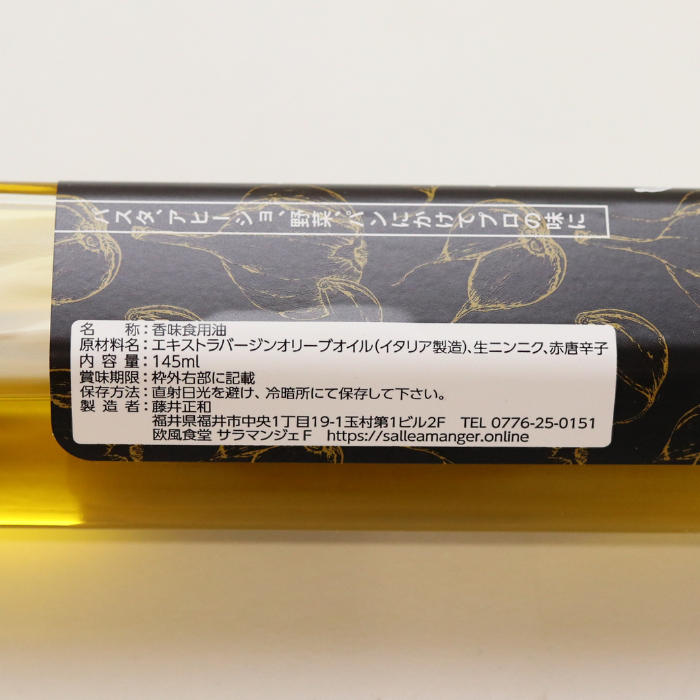 パスタ、アヒージョ、野菜、パンにかけてプロの味に
名　　称：香味食用油
原材料名：エキストラバージンオリーブオイル（イタリア製造）、生ニンニク、赤唐辛子
内 容 量：145ml
賞味期限：枠外右部に記載
保存方法：直射日光を避け、冷暗所にて保存して下さい。
製 造 者：藤井正和
福井県福井市中央1丁目19-1玉村第1ビル2F　TEL 0776-25-0151
欧風食堂 サラマンジェF　https://salleamanger.online